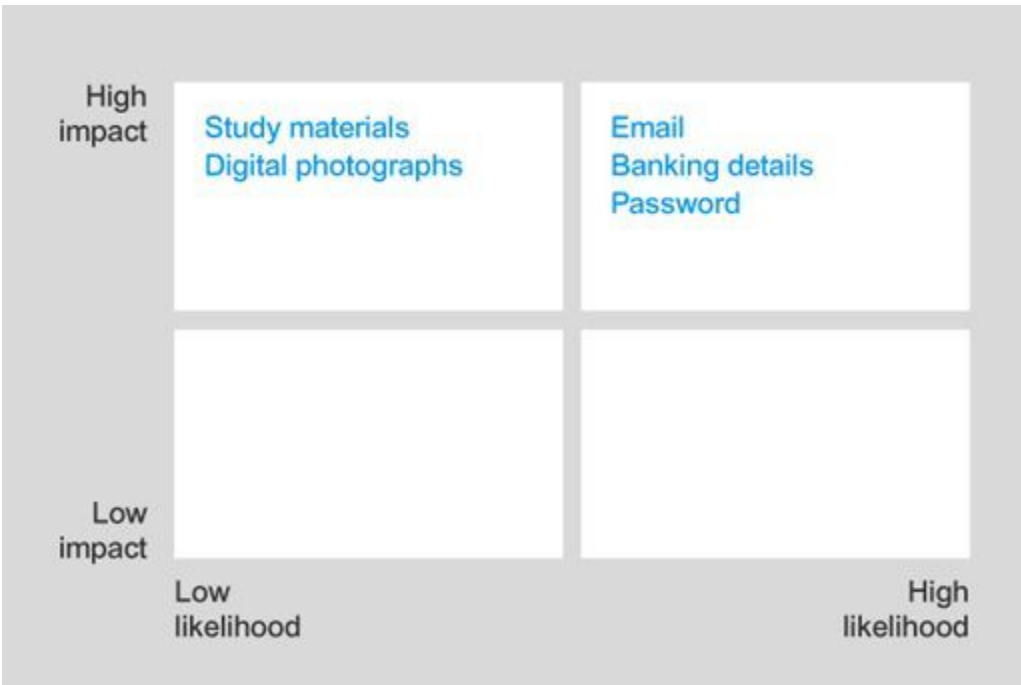 High
impact
Study materials
Digital photographs
Email
Banking details
Password
Low
impact
Low
likelihood
High
likelihood